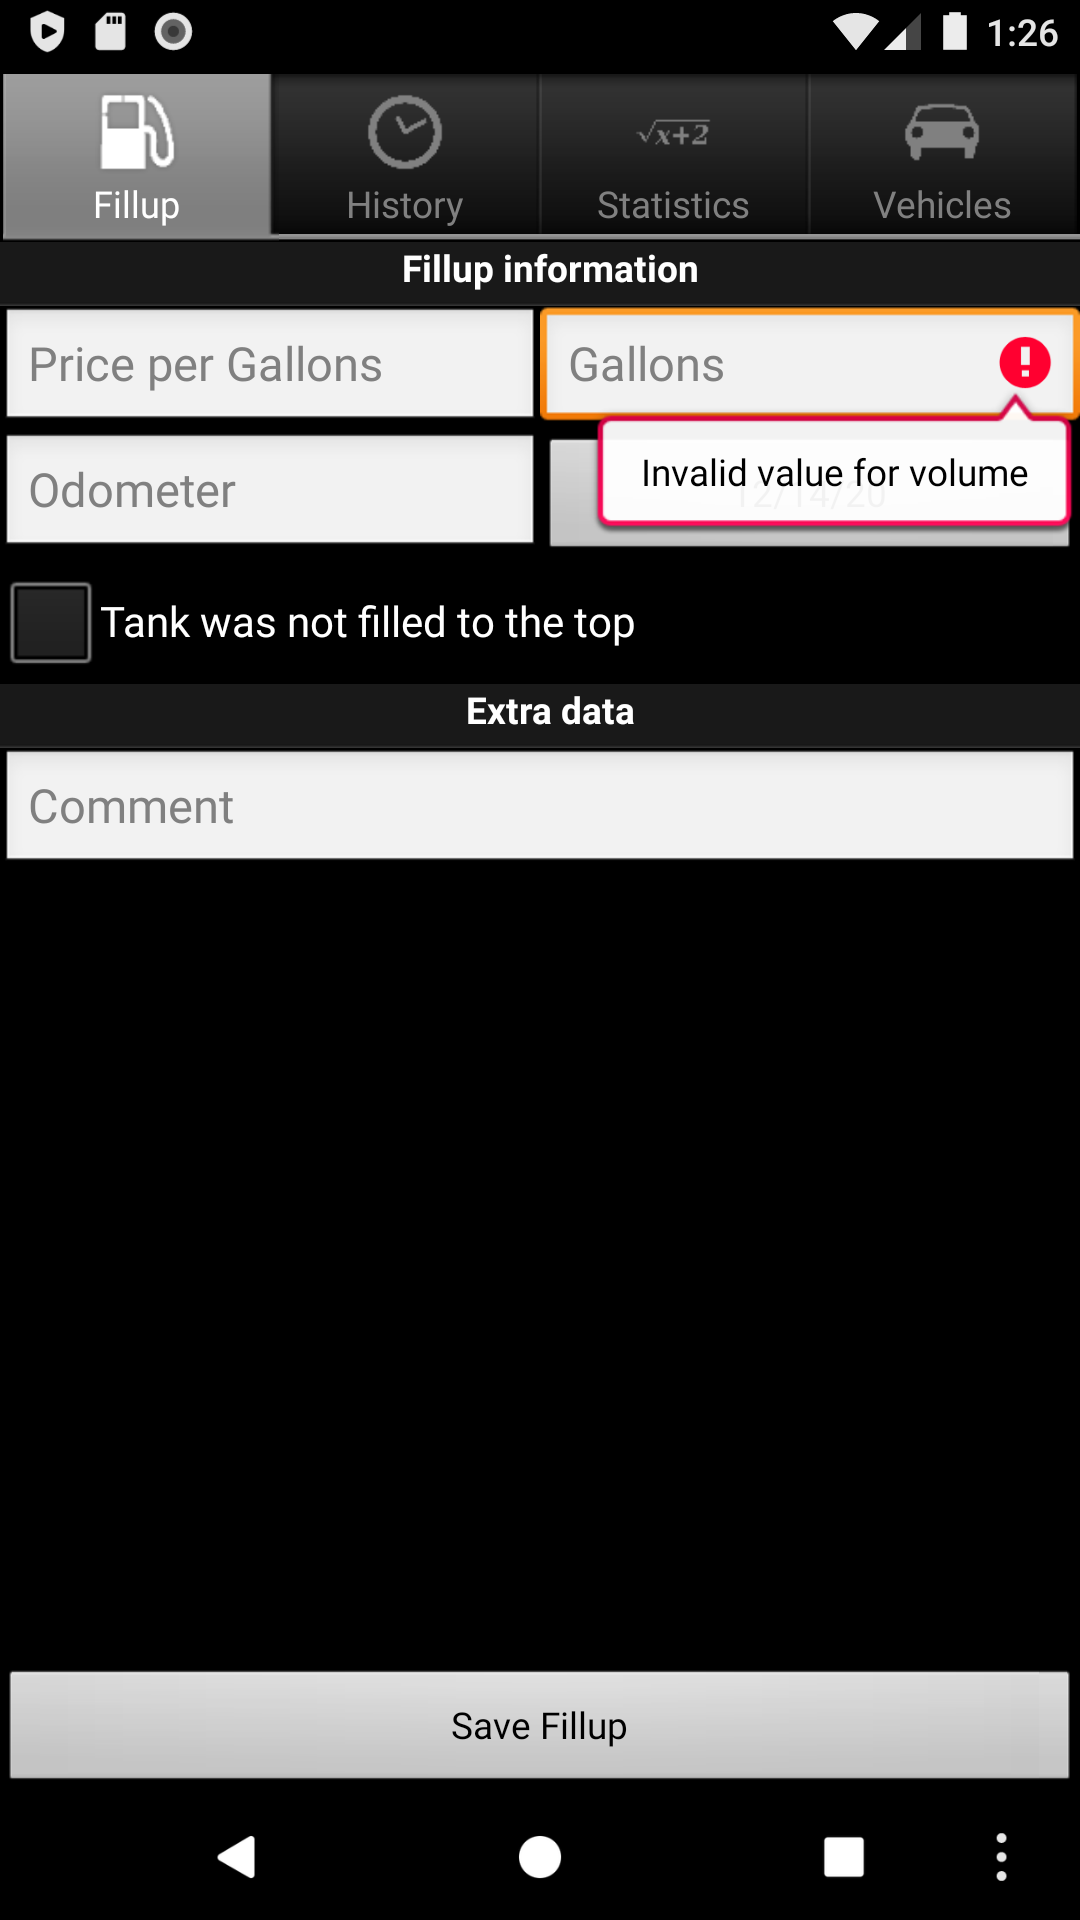 1:26
√x+2
Fillup History Statistics Vehicles
Fillup information
Price per Gallons Gallons
Invalid value for volume
Odometer 12/14/20
Tank was not filled to the top
Extra data
Comment
Save Fillup